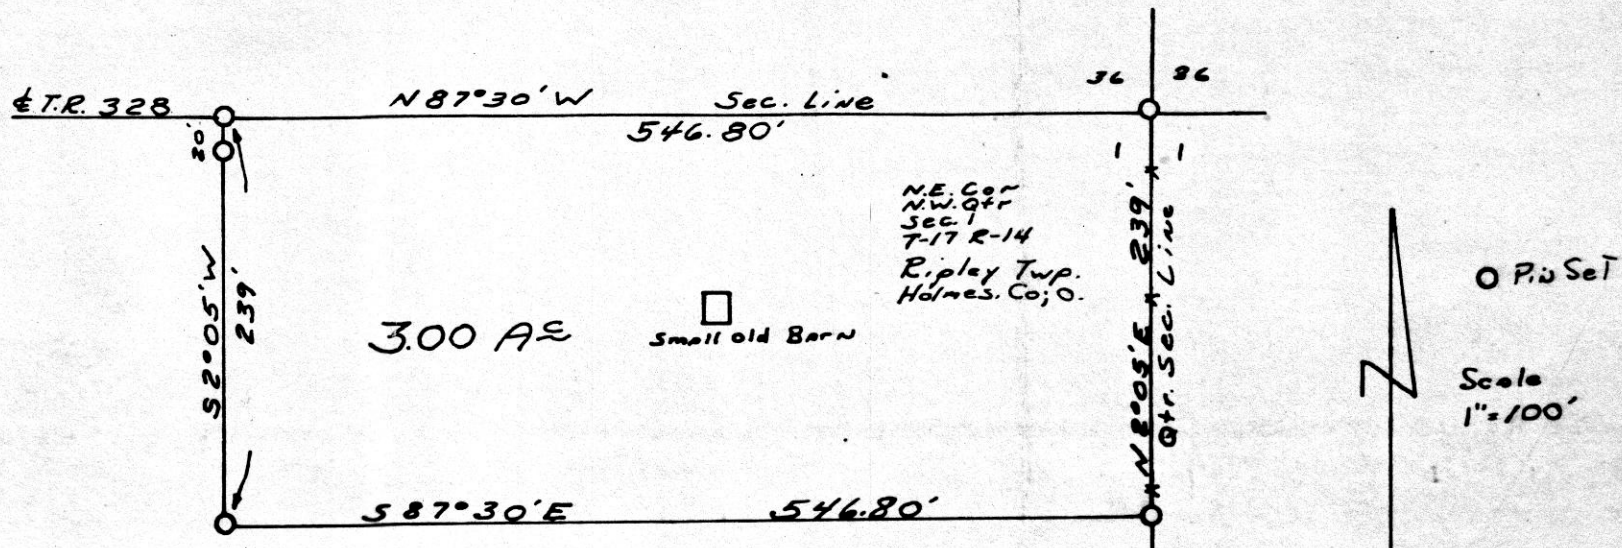 36 36
℄ T.R. 328 N 87°30' W Sec. Line
546.80'
20'
1 1
N.E. Cor
N.W. Qtr
Sec. 1
T-17 R-14
Ripley Twp.
Holmes. Co; O.
S 2°05' W
239'
3.00 Ac
Small old Barn
N 2°05' E 239'
Qtr. Sec. Line
O Pin Set
Scale
1"=100'
S 87°30' E 546.80'